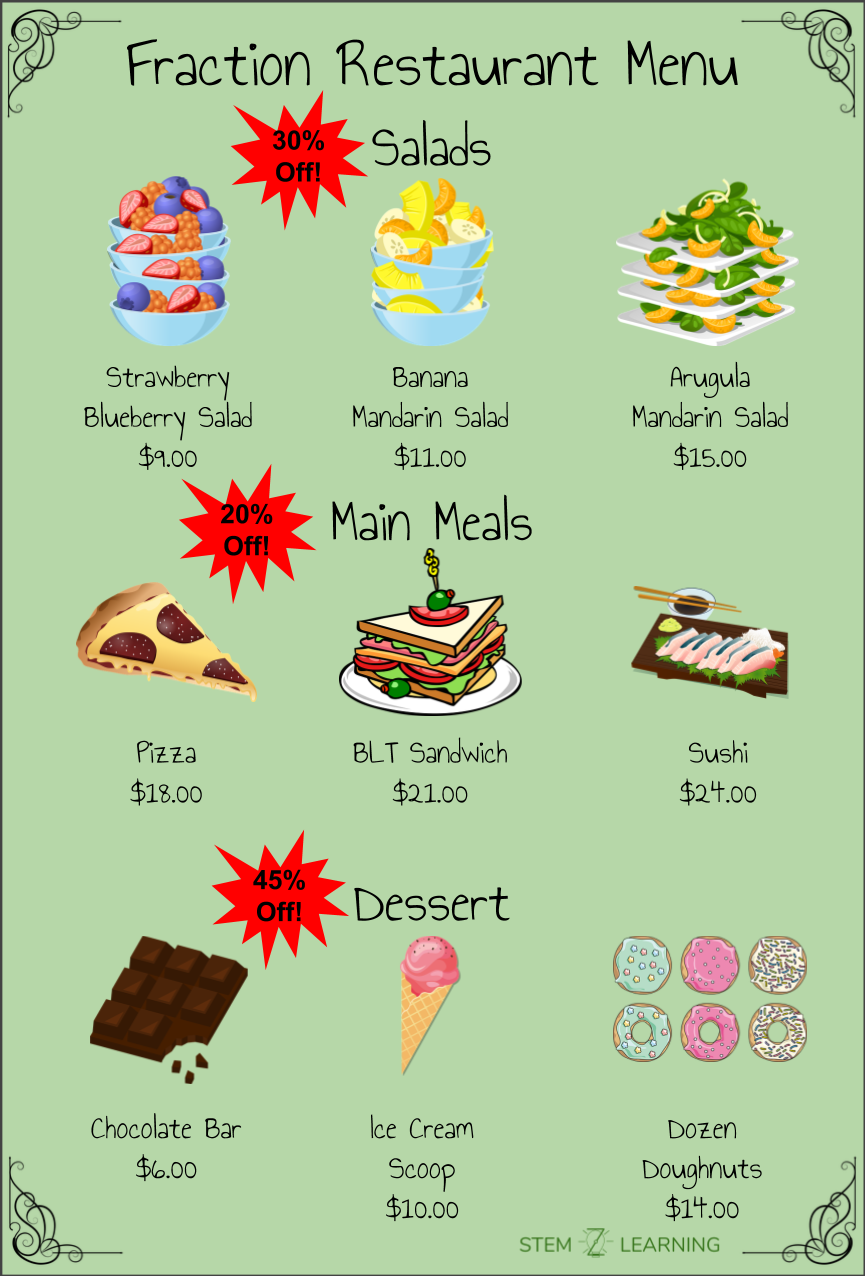 Fraction Restaurant Menu
30%
Off!
Salads
Strawberry
Blueberry Salad
$9.00
Banana
Mandarin Salad
$11.00
Arugula
Mandarin Salad
$15.00
20%
Off!
Main Meals
Pizza
$18.00
BLT Sandwich
$21.00
Sushi
$24.00
45%
Off!
Dessert
Chocolate Bar
$6.00
Ice Cream
Scoop
$10.00
Dozen
Doughnuts
$14.00
STEM Z LEARNING